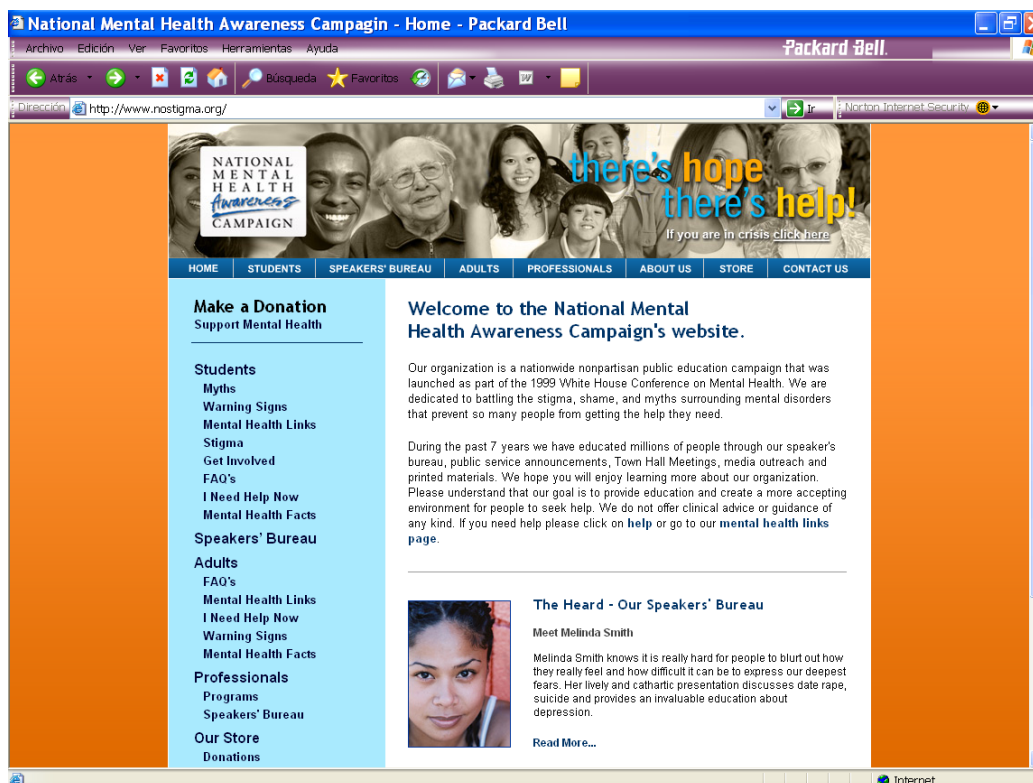 National Mental Health Awareness Campagin - Home - Packard Bell
Archivo Edición Ver Favoritos Herramientas Ayuda
Packard Bell.
Atrás Búsqueda Favoritos
Dirección http://www.nostigma.org/ Ir Norton Internet Security
NATIONAL
MENTAL
HEALTH
Awareness
CAMPAIGN
there's hope
there's help!
If you are in crisis click here
HOME STUDENTS SPEAKERS' BUREAU ADULTS PROFESSIONALS ABOUT US STORE CONTACT US
Make a Donation
Support Mental Health
Students
Myths
Warning Signs
Mental Health Links
Stigma
Get Involved
FAQ's
I Need Help Now
Mental Health Facts
Speakers' Bureau
Adults
FAQ's
Mental Health Links
I Need Help Now
Warning Signs
Mental Health Facts
Professionals
Programs
Speakers' Bureau
Our Store
Donations
Welcome to the National Mental
Health Awareness Campaign's website.
Our organization is a nationwide nonpartisan public education campaign that was
launched as part of the 1999 White House Conference on Mental Health. We are
dedicated to battling the stigma, shame, and myths surrounding mental disorders
that prevent so many people from getting the help they need.
During the past 7 years we have educated millions of people through our speaker's
bureau, public service announcements, Town Hall Meetings, media outreach and
printed materials. We hope you will enjoy learning more about our organization.
Please understand that our goal is to provide education and create a more accepting
environment for people to seek help. We do not offer clinical advice or guidance of
any kind. If you need help please click on help or go to our mental health links
page.
The Heard - Our Speakers' Bureau
Meet Melinda Smith
Melinda Smith knows it is really hard for people to blurt out how
they really feel and how difficult it can be to express our deepest
fears. Her lively and cathartic presentation discusses date rape,
suicide and provides an invaluable education about
depression.
Read More...
Internet